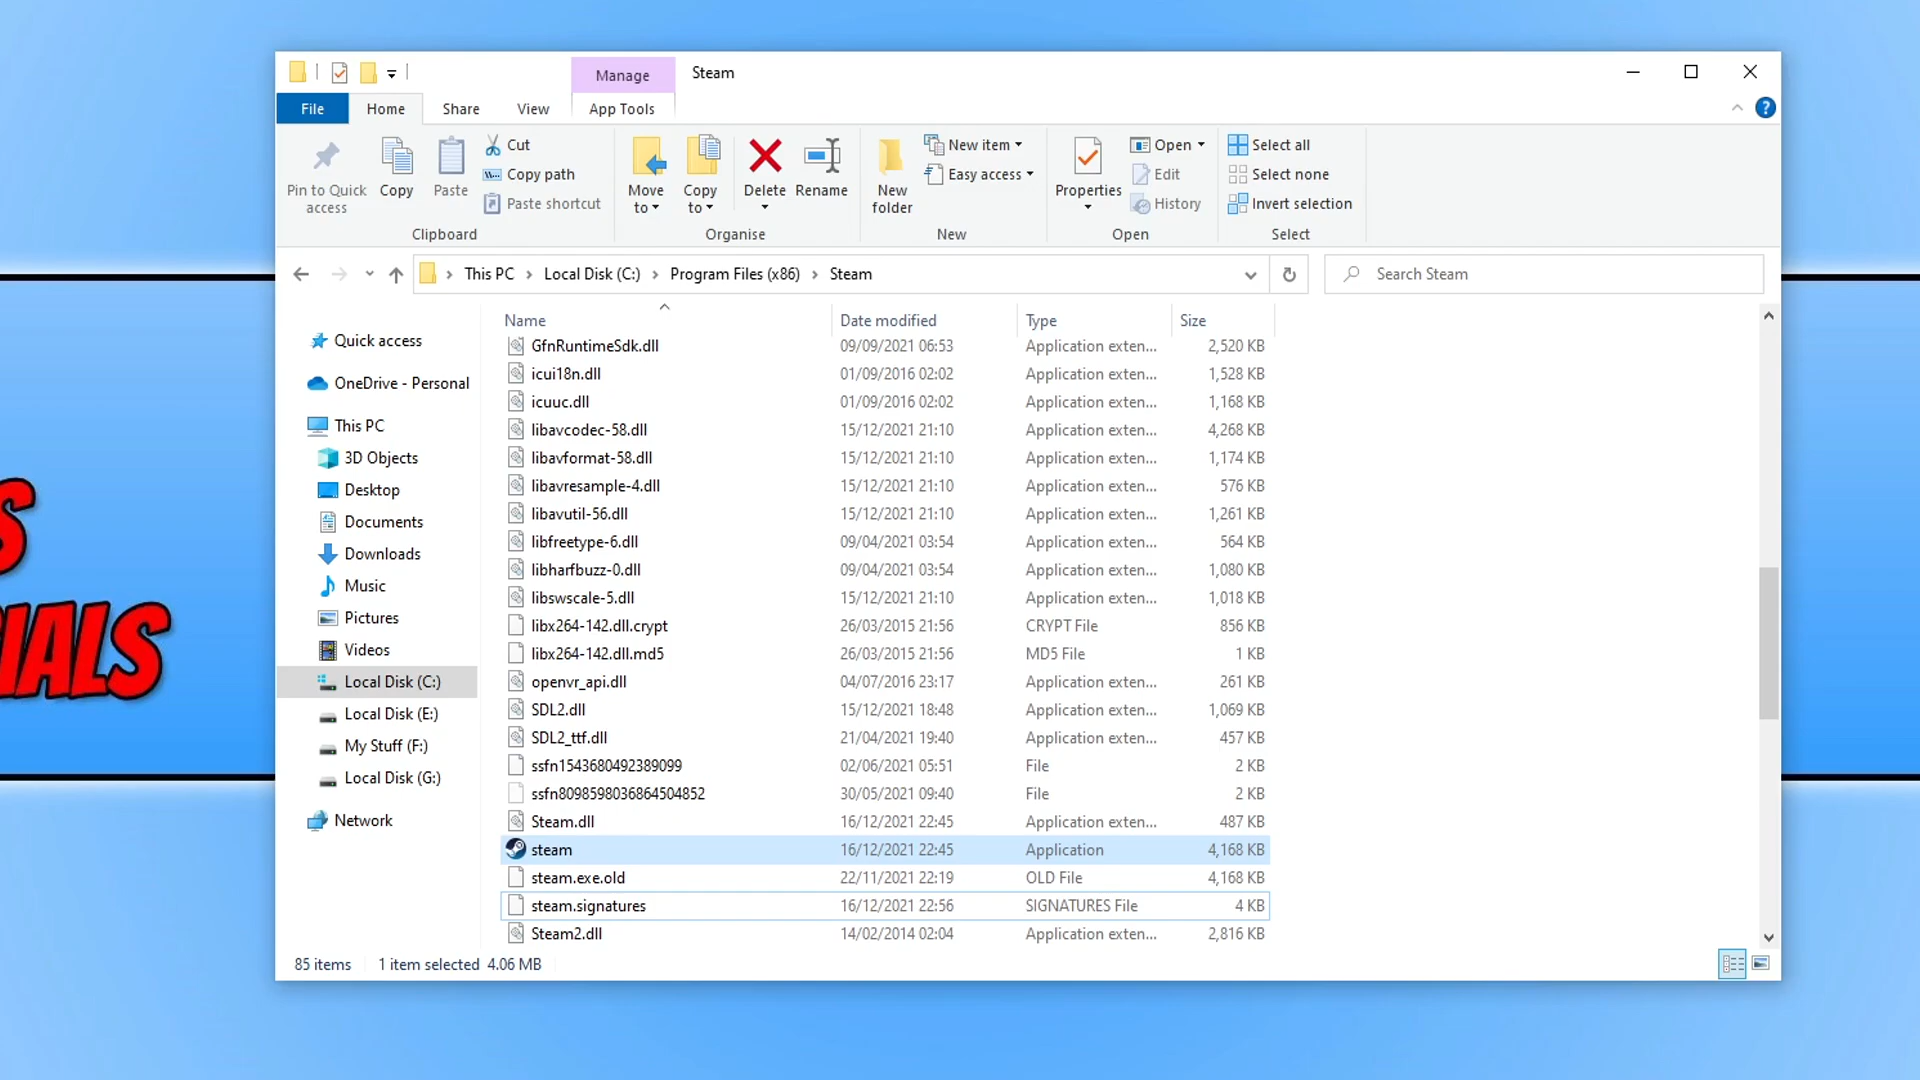 Manage
Steam
File
Home
Share
View
App Tools
Pin to Quick access
Copy
Paste
Cut
Copy path
Paste shortcut
Clipboard
Move to
Copy to
Delete
Rename
Organise
New folder
New item
Easy access
New
Properties
Open
Edit
History
Open
Select all
Select none
Invert selection
Select
This PC > Local Disk (C:) > Program Files (x86) > Steam
Search Steam
Quick access
OneDrive - Personal
This PC
3D Objects
Desktop
Documents
Downloads
Music
Pictures
Videos
Local Disk (C:)
Local Disk (E:)
My Stuff (F:)
Local Disk (G:)
Network
Name Date modified Type Size
GfnRuntimeSdk.dll 09/09/2021 06:53 Application exten... 2,520 KB
icui18n.dll 01/09/2016 02:02 Application exten... 1,528 KB
icuuc.dll 01/09/2016 02:02 Application exten... 1,168 KB
libavcodec-58.dll 15/12/2021 21:10 Application exten... 4,268 KB
libavformat-58.dll 15/12/2021 21:10 Application exten... 1,174 KB
libavresample-4.dll 15/12/2021 21:10 Application exten... 576 KB
libavutil-56.dll 15/12/2021 21:10 Application exten... 1,261 KB
libfreetype-6.dll 09/04/2021 03:54 Application exten... 564 KB
libharfbuzz-0.dll 09/04/2021 03:54 Application exten... 1,080 KB
libswscale-5.dll 15/12/2021 21:10 Application exten... 1,018 KB
libx264-142.dll.crypt 26/03/2015 21:56 CRYPT File 856 KB
libx264-142.dll.md5 26/03/2015 21:56 MD5 File 1 KB
openvr_api.dll 04/07/2016 23:17 Application exten... 261 KB
SDL2.dll 15/12/2021 18:48 Application exten... 1,069 KB
SDL2_ttf.dll 21/04/2021 19:40 Application exten... 457 KB
ssfn1543680492389099 02/06/2021 05:51 File 2 KB
ssfn8098598036864504852 30/05/2021 09:40 File 2 KB
Steam.dll 16/12/2021 22:45 Application exten... 487 KB
steam 16/12/2021 22:45 Application 4,168 KB
steam.exe.old 22/11/2021 22:19 OLD File 4,168 KB
steam.signatures 16/12/2021 22:56 SIGNATURES File 4 KB
Steam2.dll 14/02/2014 02:04 Application exten... 2,816 KB
85 items 1 item selected 4.06 MB
S
IALS